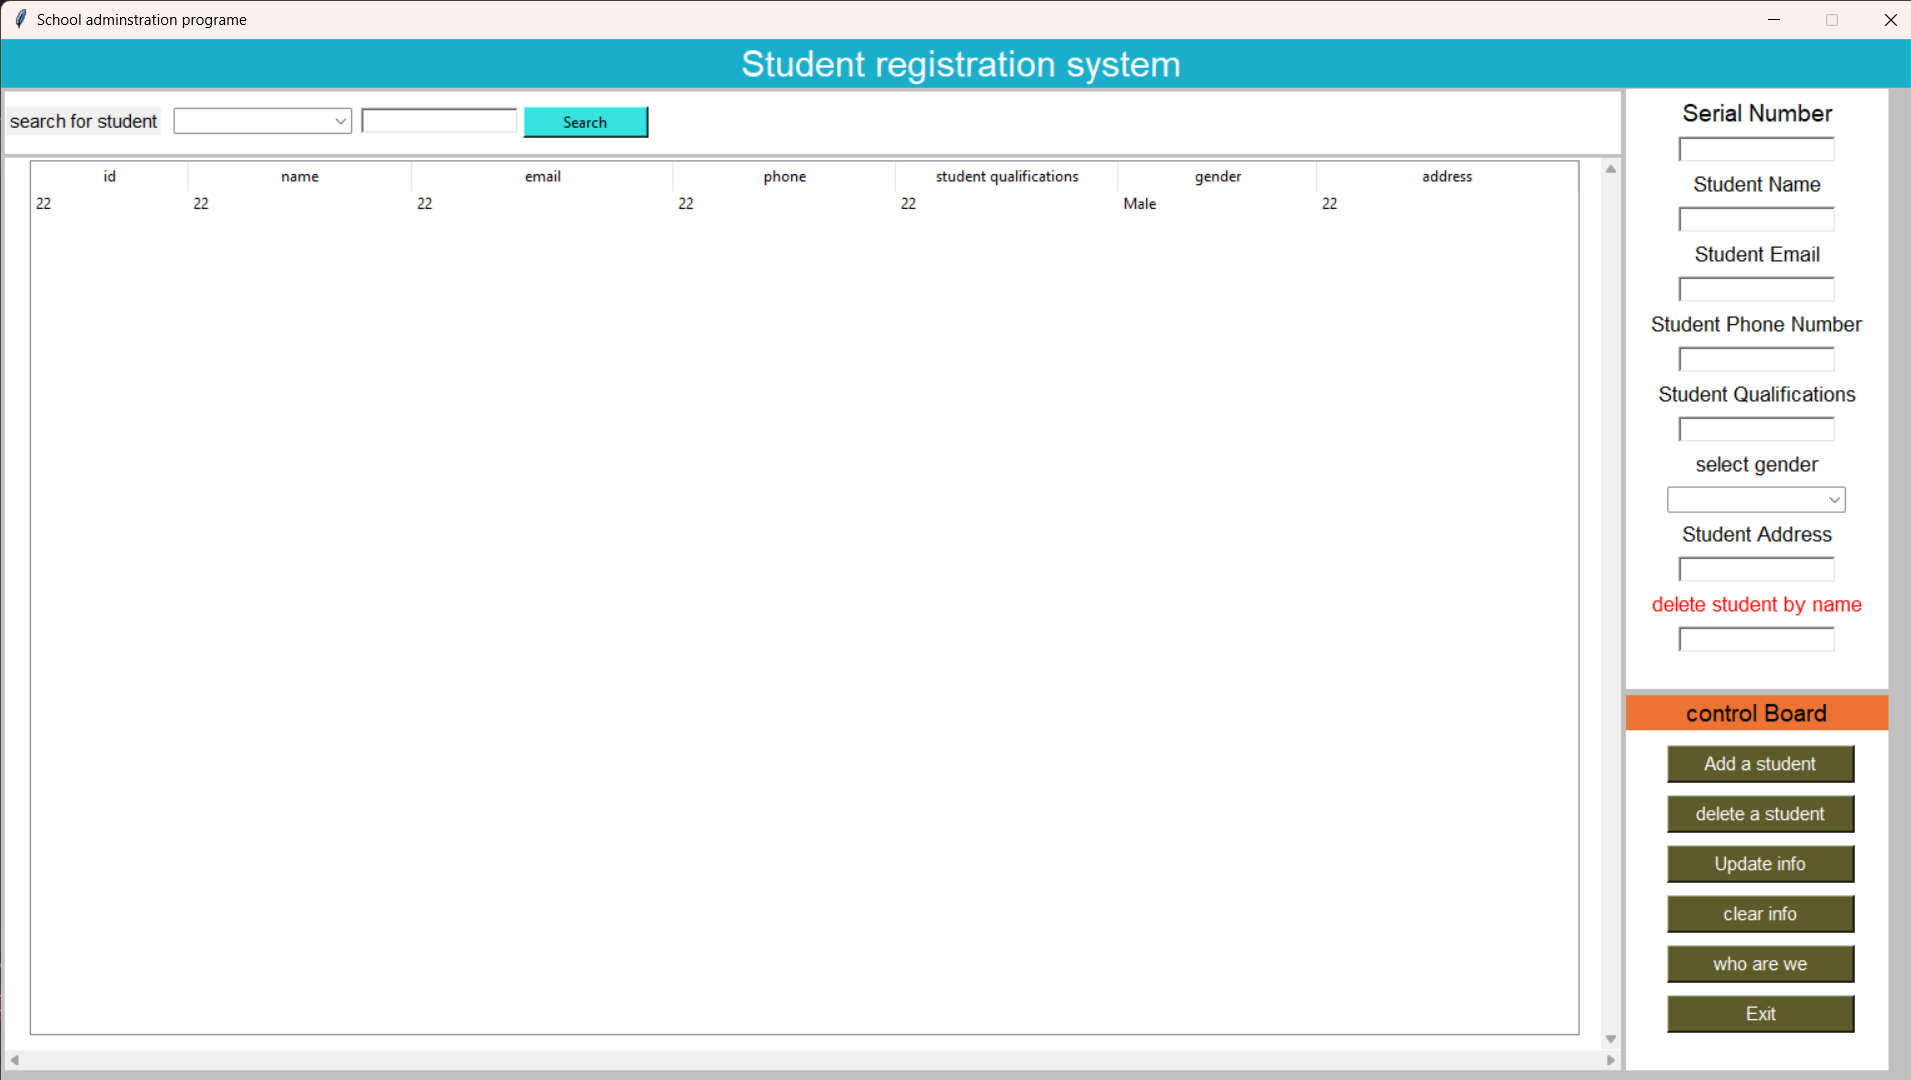 School adminstration programe
Student registration system
search for student
Search
id name email phone student qualifications gender address
22 22 22 22 22 Male 22
Serial Number
Student Name
Student Email
Student Phone Number
Student Qualifications
select gender
Student Address
delete student by name
control Board
Add a student
delete a student
Update info
clear info
who are we
Exit